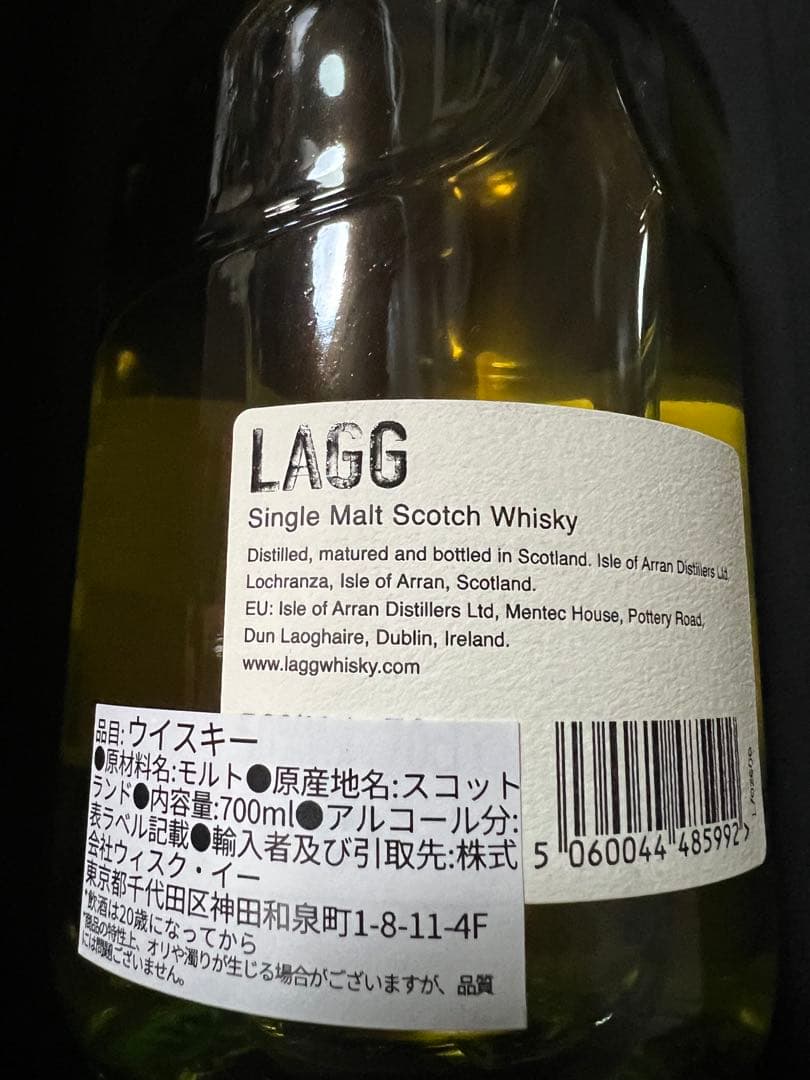 LAGG
Single Malt Scotch Whisky
Distilled, matured and bottled in Scotland. Isle of Arran Distillers Ltd,
Lochranza, Isle of Arran, Scotland.
EU: Isle of Arran Distillers Ltd, Mentec House, Pottery Road,
Dun Laoghaire, Dublin, Ireland.
www.laggwhisky.com
品目:ウイスキー
●原材料名:モルト●原産地名:スコット
ランド●内容量:700ml●アルコール分:
表ラベル記載●輸入者及び引取先:株式
会社ウィスク・イー
東京都千代田区神田和泉町1-8-11-4F
*飲酒は20歳になってから
*商品の特性上、オリや濁りが生じる場合がございますが、品質
には問題ございません。
5 060044 485992 >